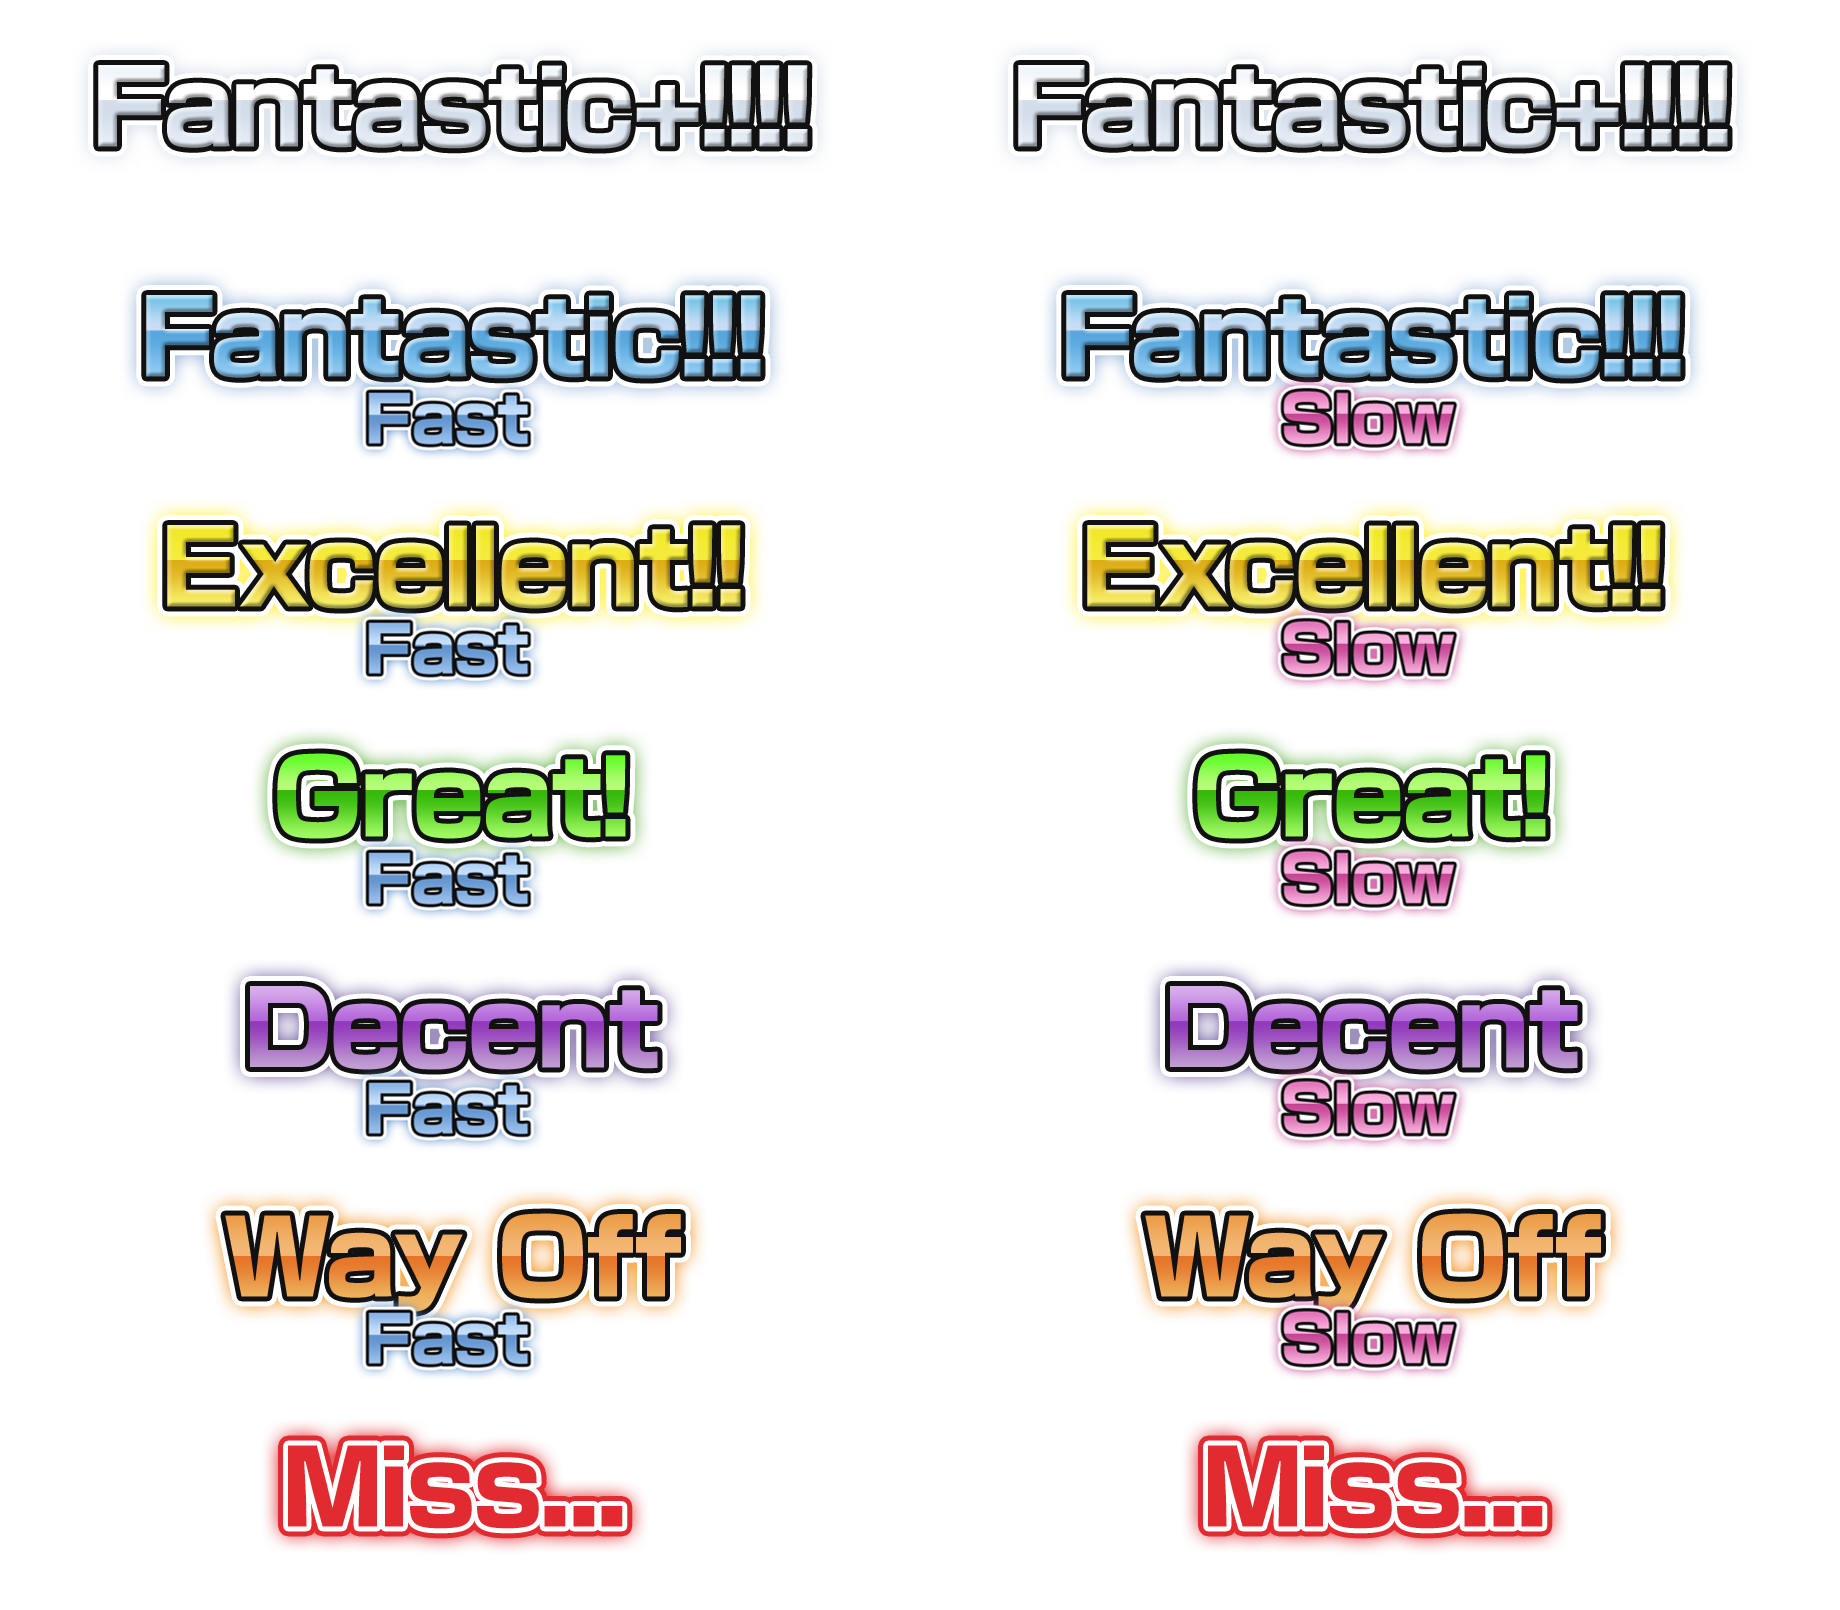 Fantastic+!!!! Fantastic+!!!!
Fantastic!!! Fantastic!!!
Fast Slow
Excellent!! Excellent!!
Fast Slow
Great! Great!
Fast Slow
Decent Decent
Fast Slow
Way Off Way Off
Fast Slow
Miss... Miss...